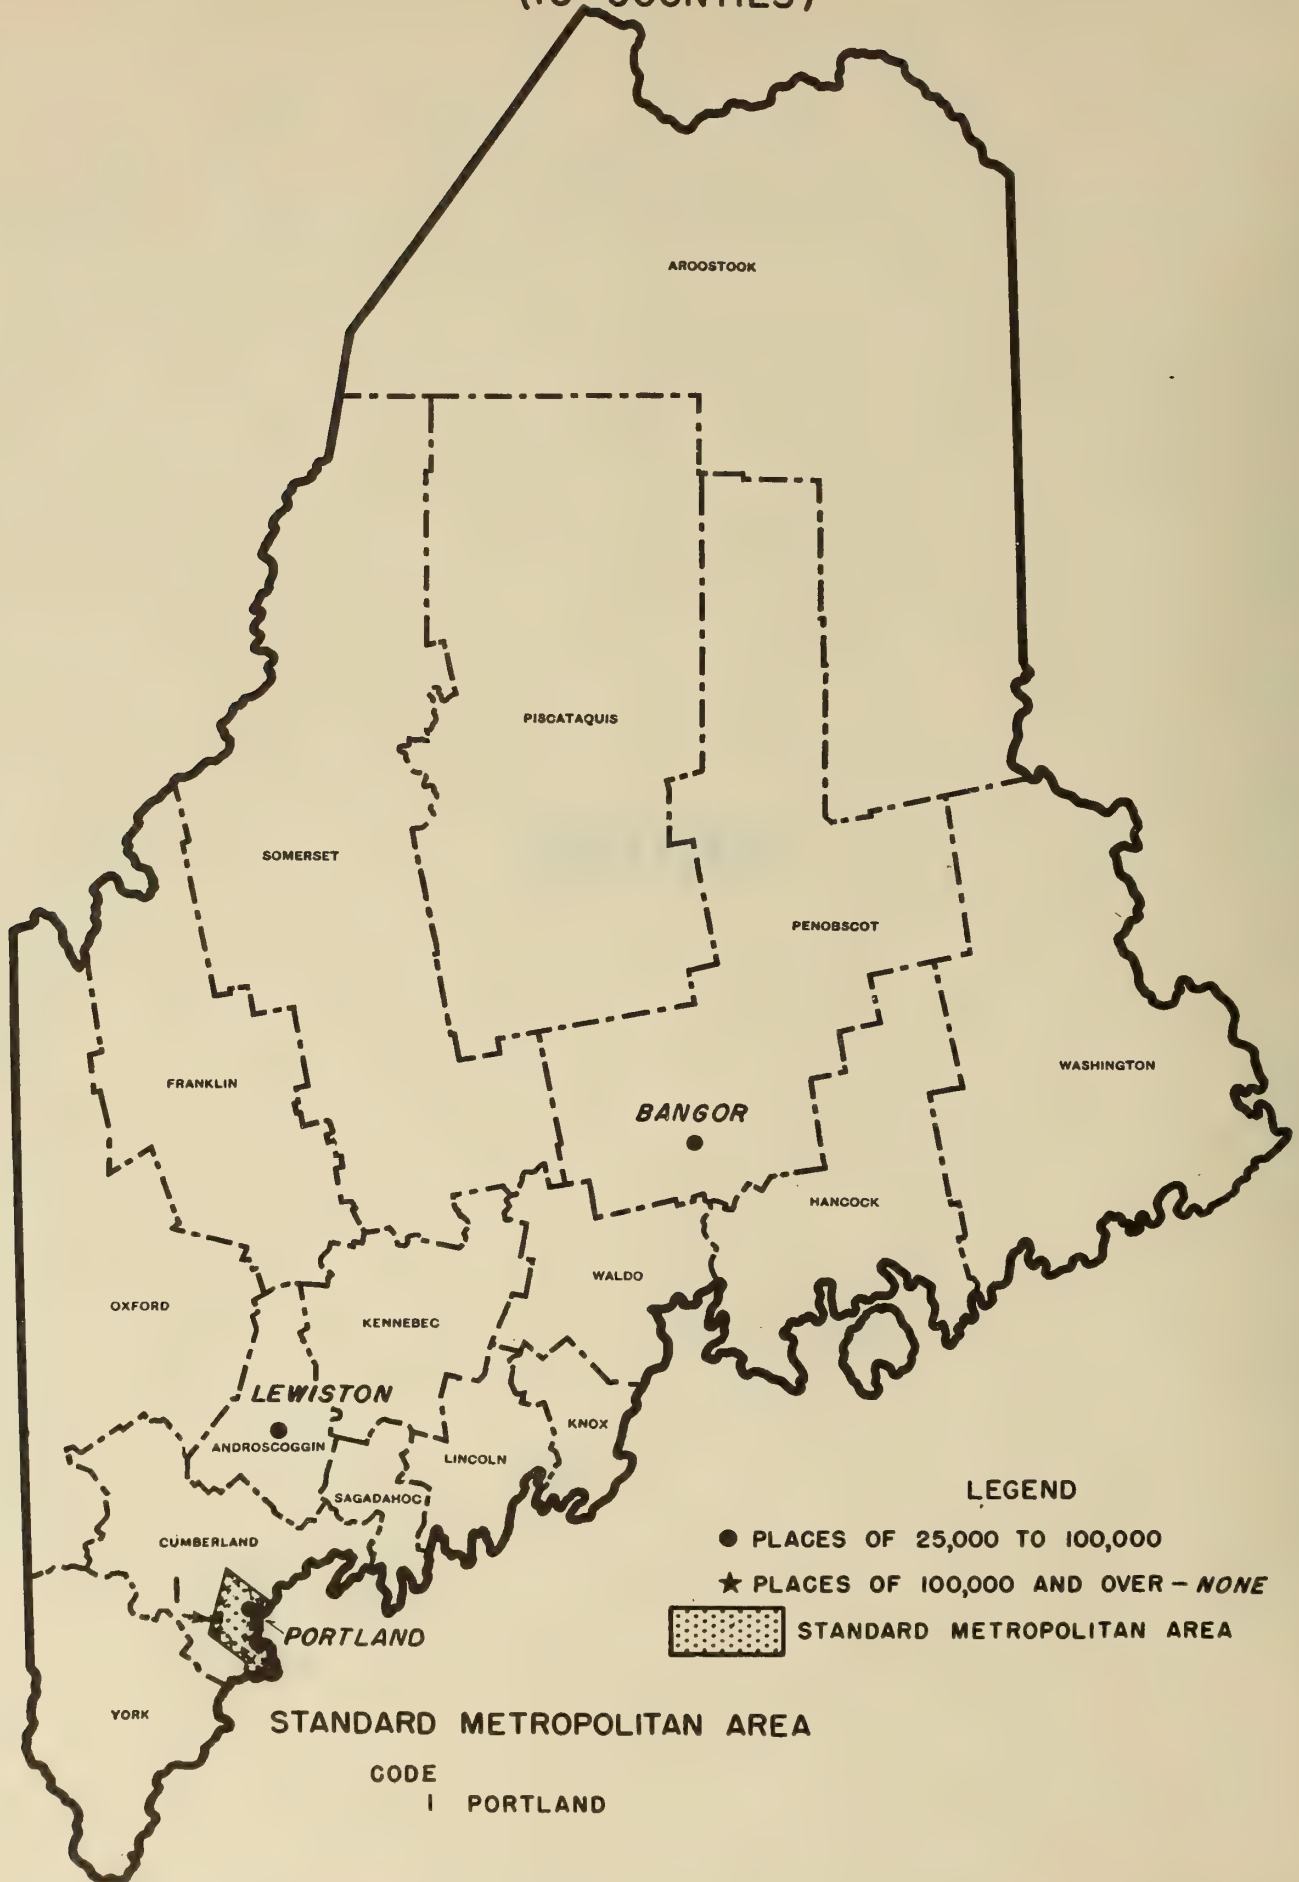 COUNTIES)
AROOSTOOK
PISCATAQUIS
SOMERSET
PENOBSCOT
WASHINGTON
FRANKLIN
BANGOR
HANCOCK
WALDO
OXFORD
KENNEBEC
LEWISTON
KNOX
ANDROSCOGGIN
LINCOLN
SAGADAHOC
CUMBERLAND
1
PORTLAND
YORK
LEGEND
● PLACES OF 25,000 TO 100,000
★ PLACES OF 100,000 AND OVER – NONE
STANDARD METROPOLITAN AREA
STANDARD METROPOLITAN AREA
CODE
1 PORTLAND